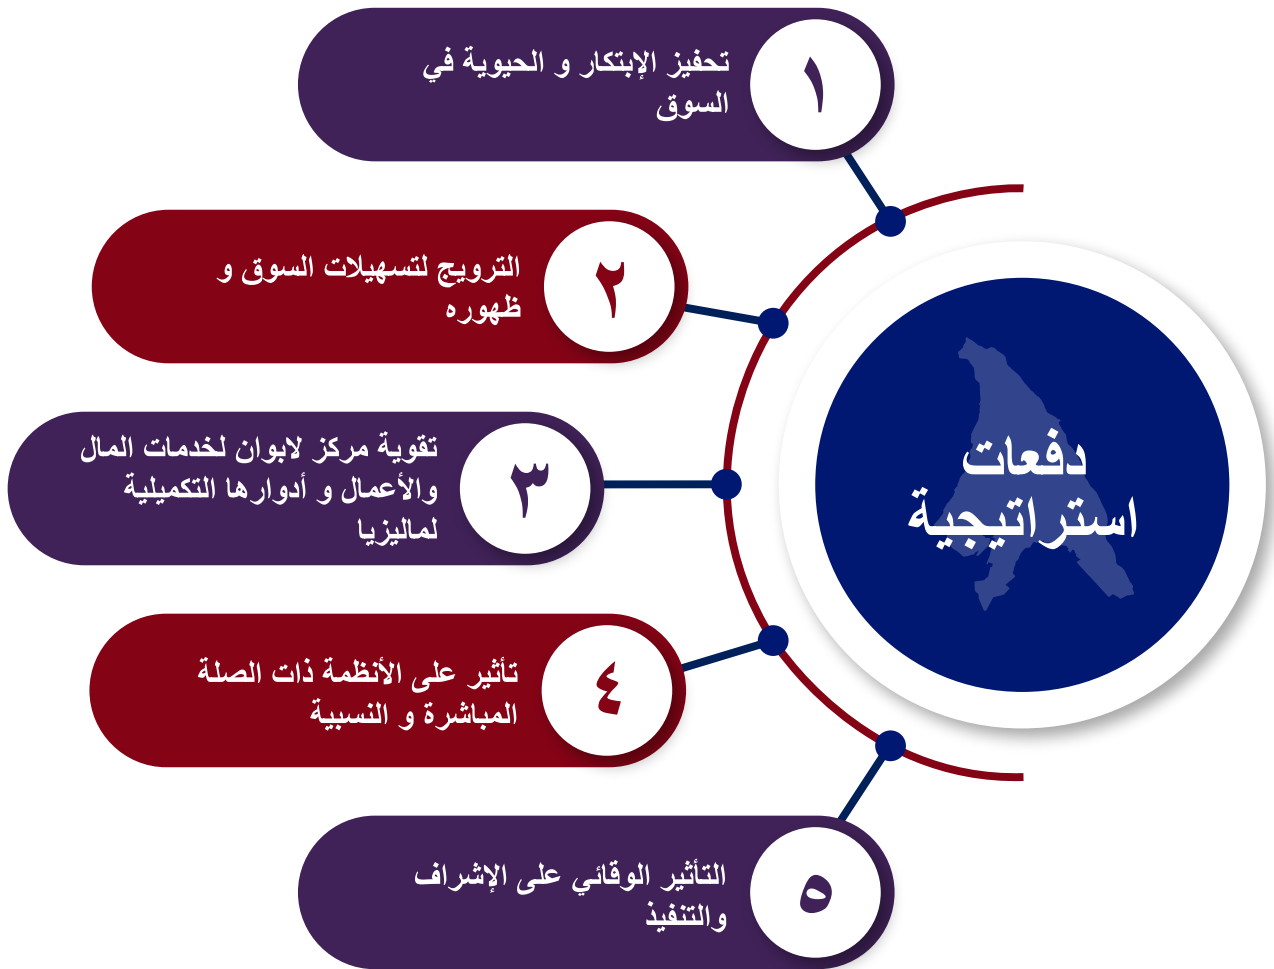 دفعات
استراتيجية
١
تحفيز الإبتكار و الحيوية في
السوق
٢
الترويج لتسهيلات السوق و
ظهوره
٣
تقوية مركز لابوان لخدمات المال
والأعمال و أدوارها التكميلية
لماليزيا
٤
تأثير على الأنظمة ذات الصلة
المباشرة و النسبية
٥
التأثير الوقائي على الإشراف
والتنفيذ